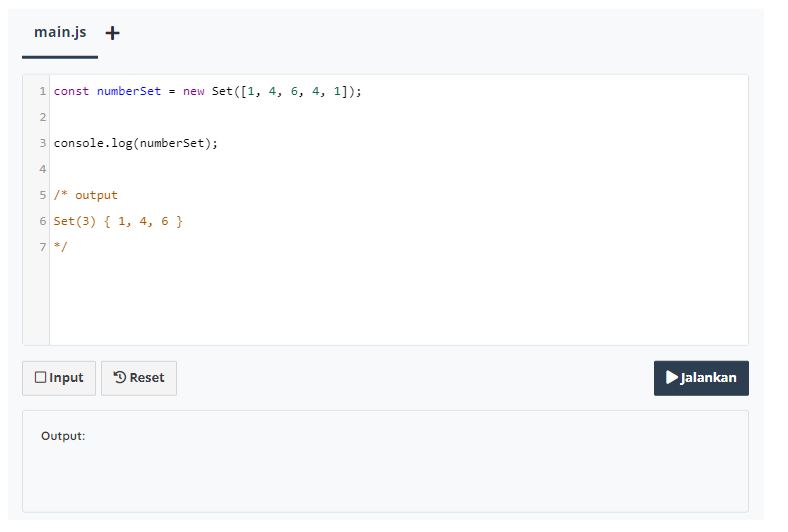 main.js +
1 const numberSet = new Set([1, 4, 6, 4, 1]);
2
3 console.log(numberSet);
4
5 /* output
6 Set(3) { 1, 4, 6 }
7 */
Input Reset Jalankan
Output: